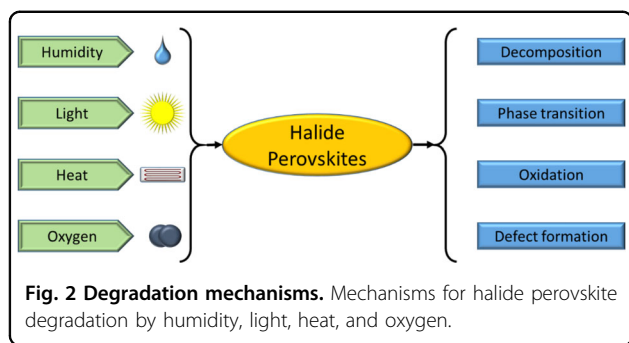 Humidity
Light
Heat
Oxygen
Halide
Perovskites
Decomposition
Phase transition
Oxidation
Defect formation
Fig. 2 Degradation mechanisms. Mechanisms for halide perovskite
degradation by humidity, light, heat, and oxygen.